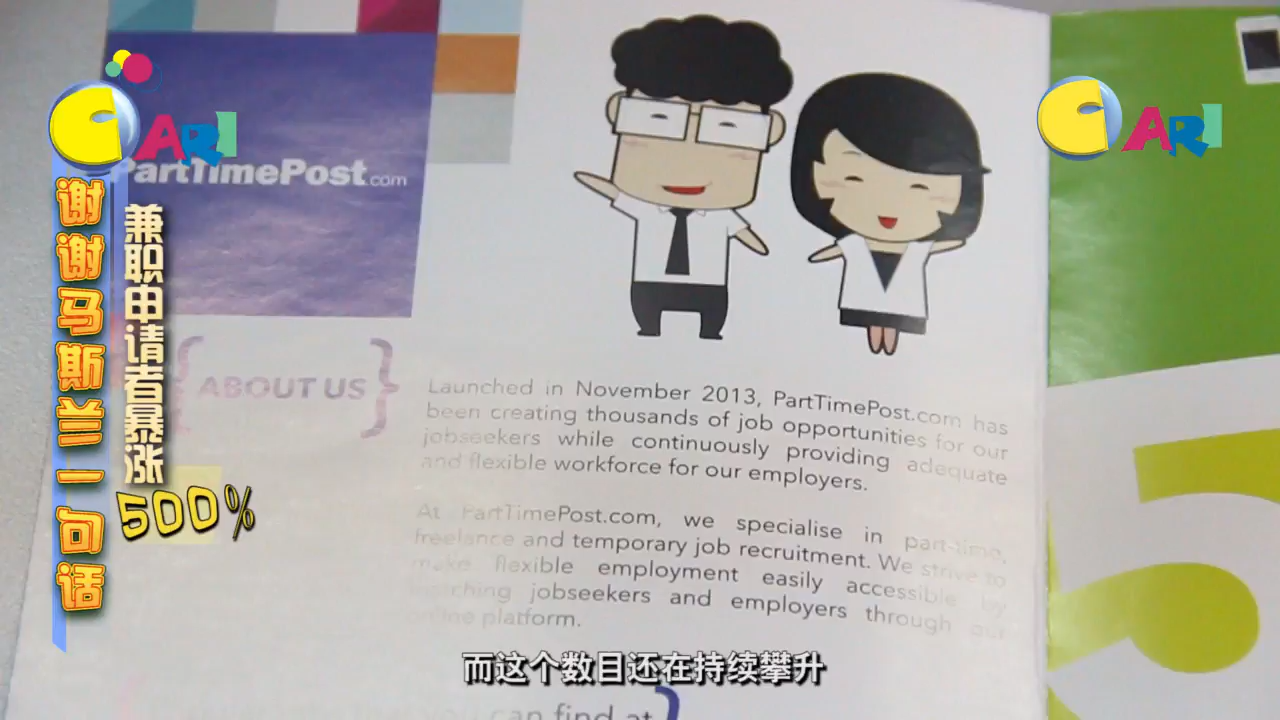 CARI
CARI
谢谢马斯兰一句话
兼职申请者暴涨
500%
PartTimePost.com
{ABOUT US}
Launched in November 2013, PartTimePost.com has
been creating thousands of job opportunities for our
jobseekers while continuously providing adequate
and flexible workforce for our employers.
At PartTimePost.com, we specialise in part-time,
freelance and temporary job recruitment. We strive to
make flexible employment easily accessible by
matching jobseekers and employers through our
online platform.
you can find at
而这个数目还在持续攀升